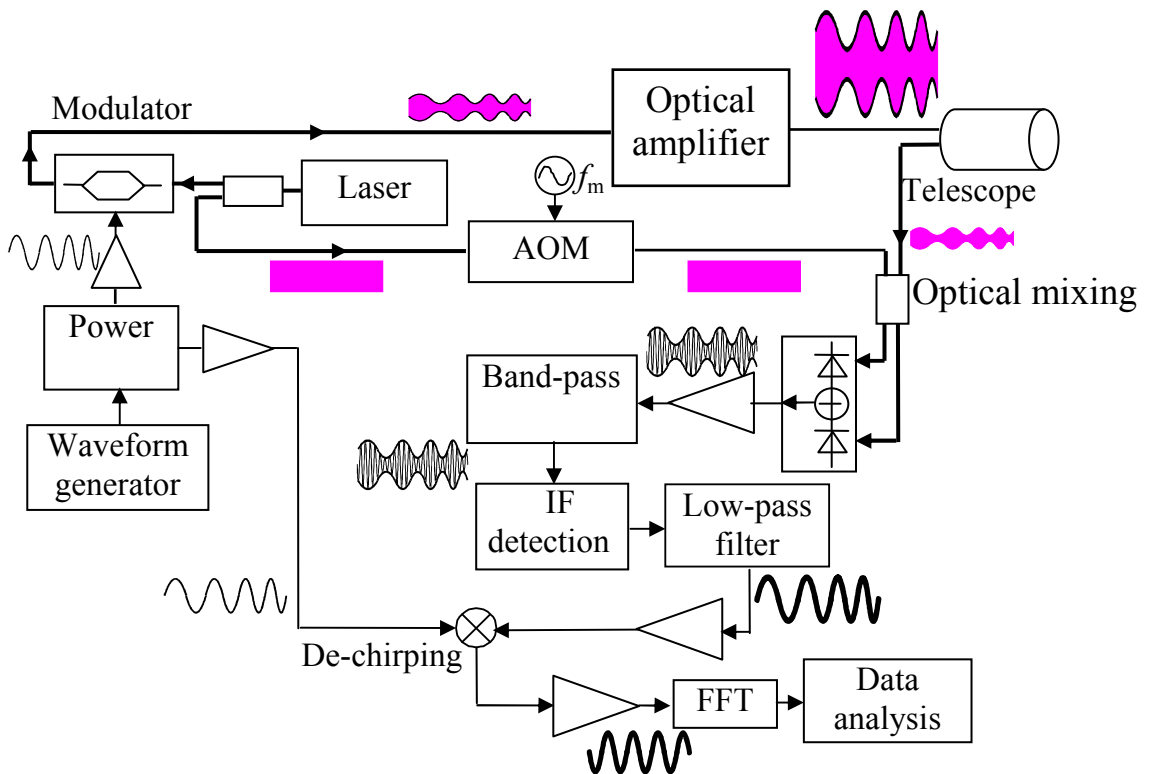 Modulator
Optical
amplifier
Laser
fm
AOM
Telescope
Optical mixing
Power
Band-pass
Waveform
generator
IF
detection
Low-pass
filter
De-chirping
FFT
Data
analysis